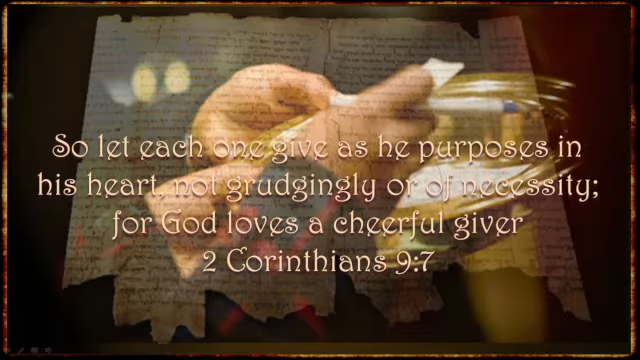 So let each one give as he purposes in
his heart, not grudgingly or of necessity;
for God loves a cheerful giver
2 Corinthians 9:7